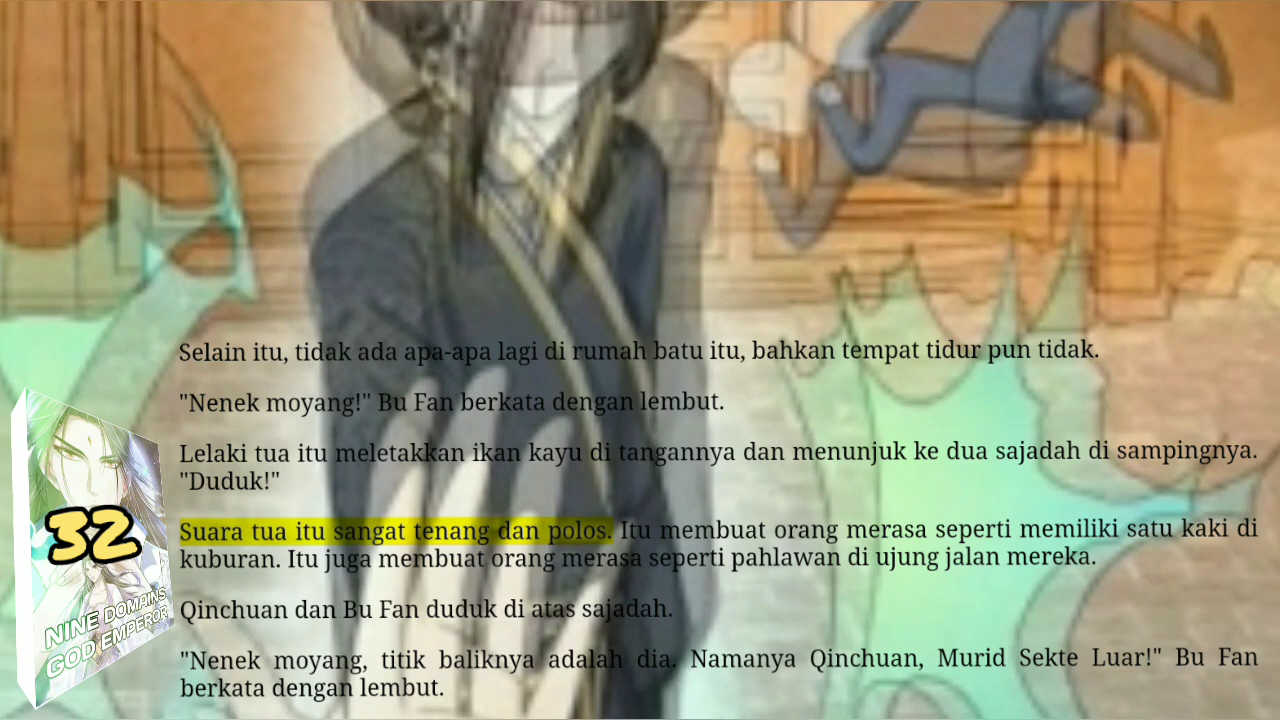 Selain itu, tidak ada apa-apa lagi di rumah batu itu, bahkan tempat tidur pun tidak.
"Nenek moyang!" Bu Fan berkata dengan lembut.
Lelaki tua itu meletakkan ikan kayu di tangannya dan menunjuk ke dua sajadah di sampingnya.
"Duduk!"
Suara tua itu sangat tenang dan polos. Itu membuat orang merasa seperti memiliki satu kaki di
kuburan. Itu juga membuat orang merasa seperti pahlawan di ujung jalan mereka.
Qinchuan dan Bu Fan duduk di atas sajadah.
"Nenek moyang, titik baliknya adalah dia. Namanya Qinchuan, Murid Sekte Luar!" Bu Fan
berkata dengan lembut.
32
NINE DOMAINS
GOD EMPEROR